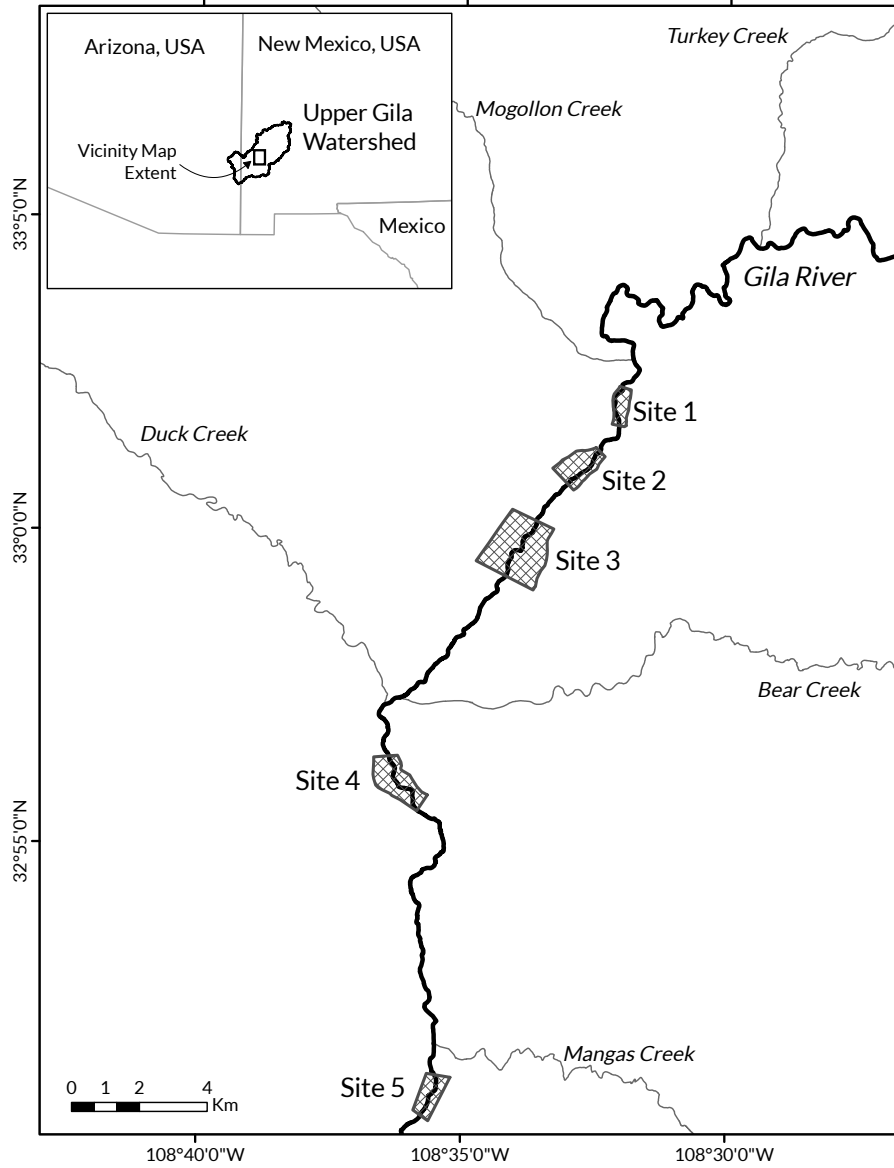 Arizona, USA
New Mexico, USA
Upper Gila
Watershed
Vicinity Map
Extent
Mexico
Turkey Creek
Mogollon Creek
33°5'0"N
Gila River
Site 1
Duck Creek
Site 2
33°0'0"N
Site 3
Bear Creek
Site 4
32°55'0"N
Mangas Creek
Site 5
0 1 2 4
Km
108°40'0"W 108°35'0"W 108°30'0"W